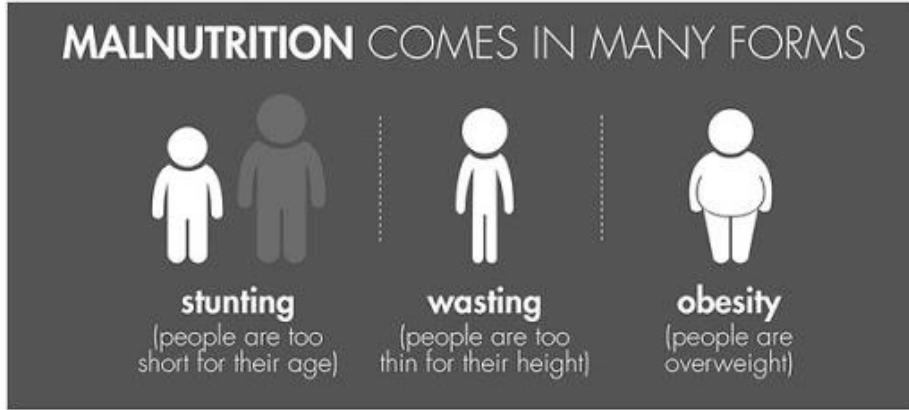 MALNUTRITION COMES IN MANY FORMS
stunting
(people are too
short for their age)
wasting
(people are too
thin for their height)
obesity
(people are
overweight)